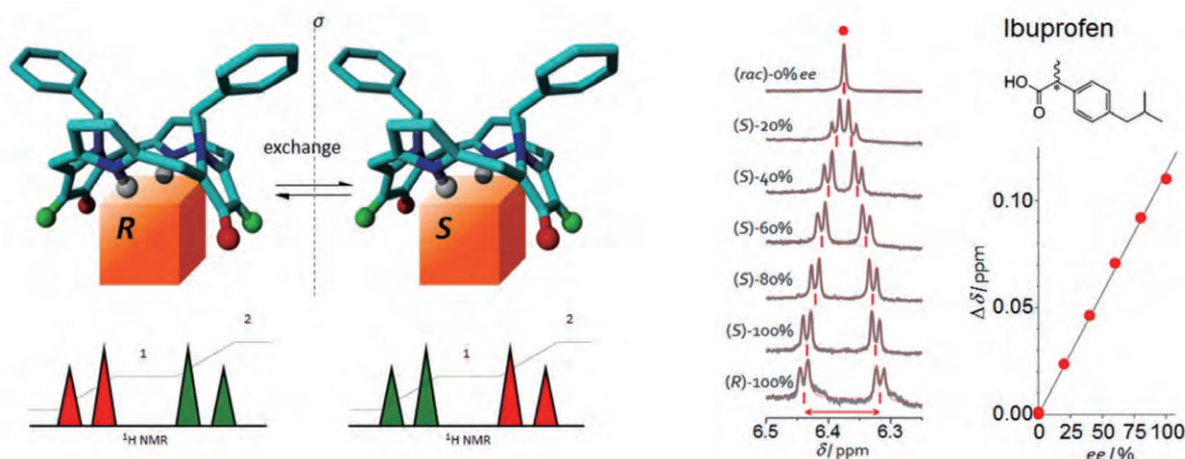 σ
exchange
R
S
1
2
1
2
¹H NMR
¹H NMR
(rac)-0% ee
(S)-20%
(S)-40%
(S)-60%
(S)-80%
(S)-100%
(R)-100%
6.5
6.4
6.3
δ / ppm
Ibuprofen
HO
O
*
0.10
0.05
0.00
Δδ / ppm
0
25
50
75
100
ee / %